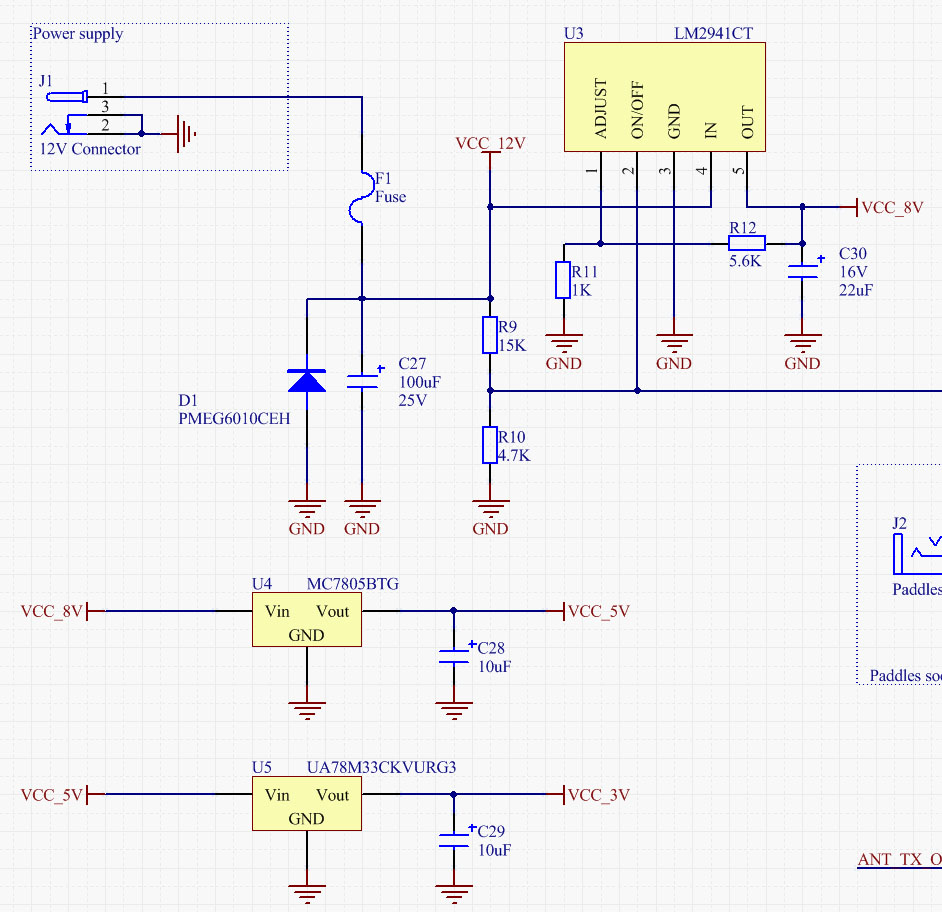 Power supply
J1
1
3
2
12V Connector
F1
Fuse
VCC_12V
U3
LM2941CT
ADJUST
ON/OFF
GND
IN
OUT
1
2
3
4
5
VCC_8V
R12
5.6K
R11
1K
C30
16V
22uF
GND
GND
GND
R9
15K
C27
100uF
25V
D1
PMEG6010CEH
R10
4.7K
GND
GND
GND
J2
Paddles
Paddles soc
U4
MC7805BTG
VCC_8V
Vin
Vout
GND
VCC_5V
C28
10uF
U5
UA78M33CKVURG3
VCC_5V
Vin
Vout
GND
VCC_3V
C29
10uF
ANT_TX_O